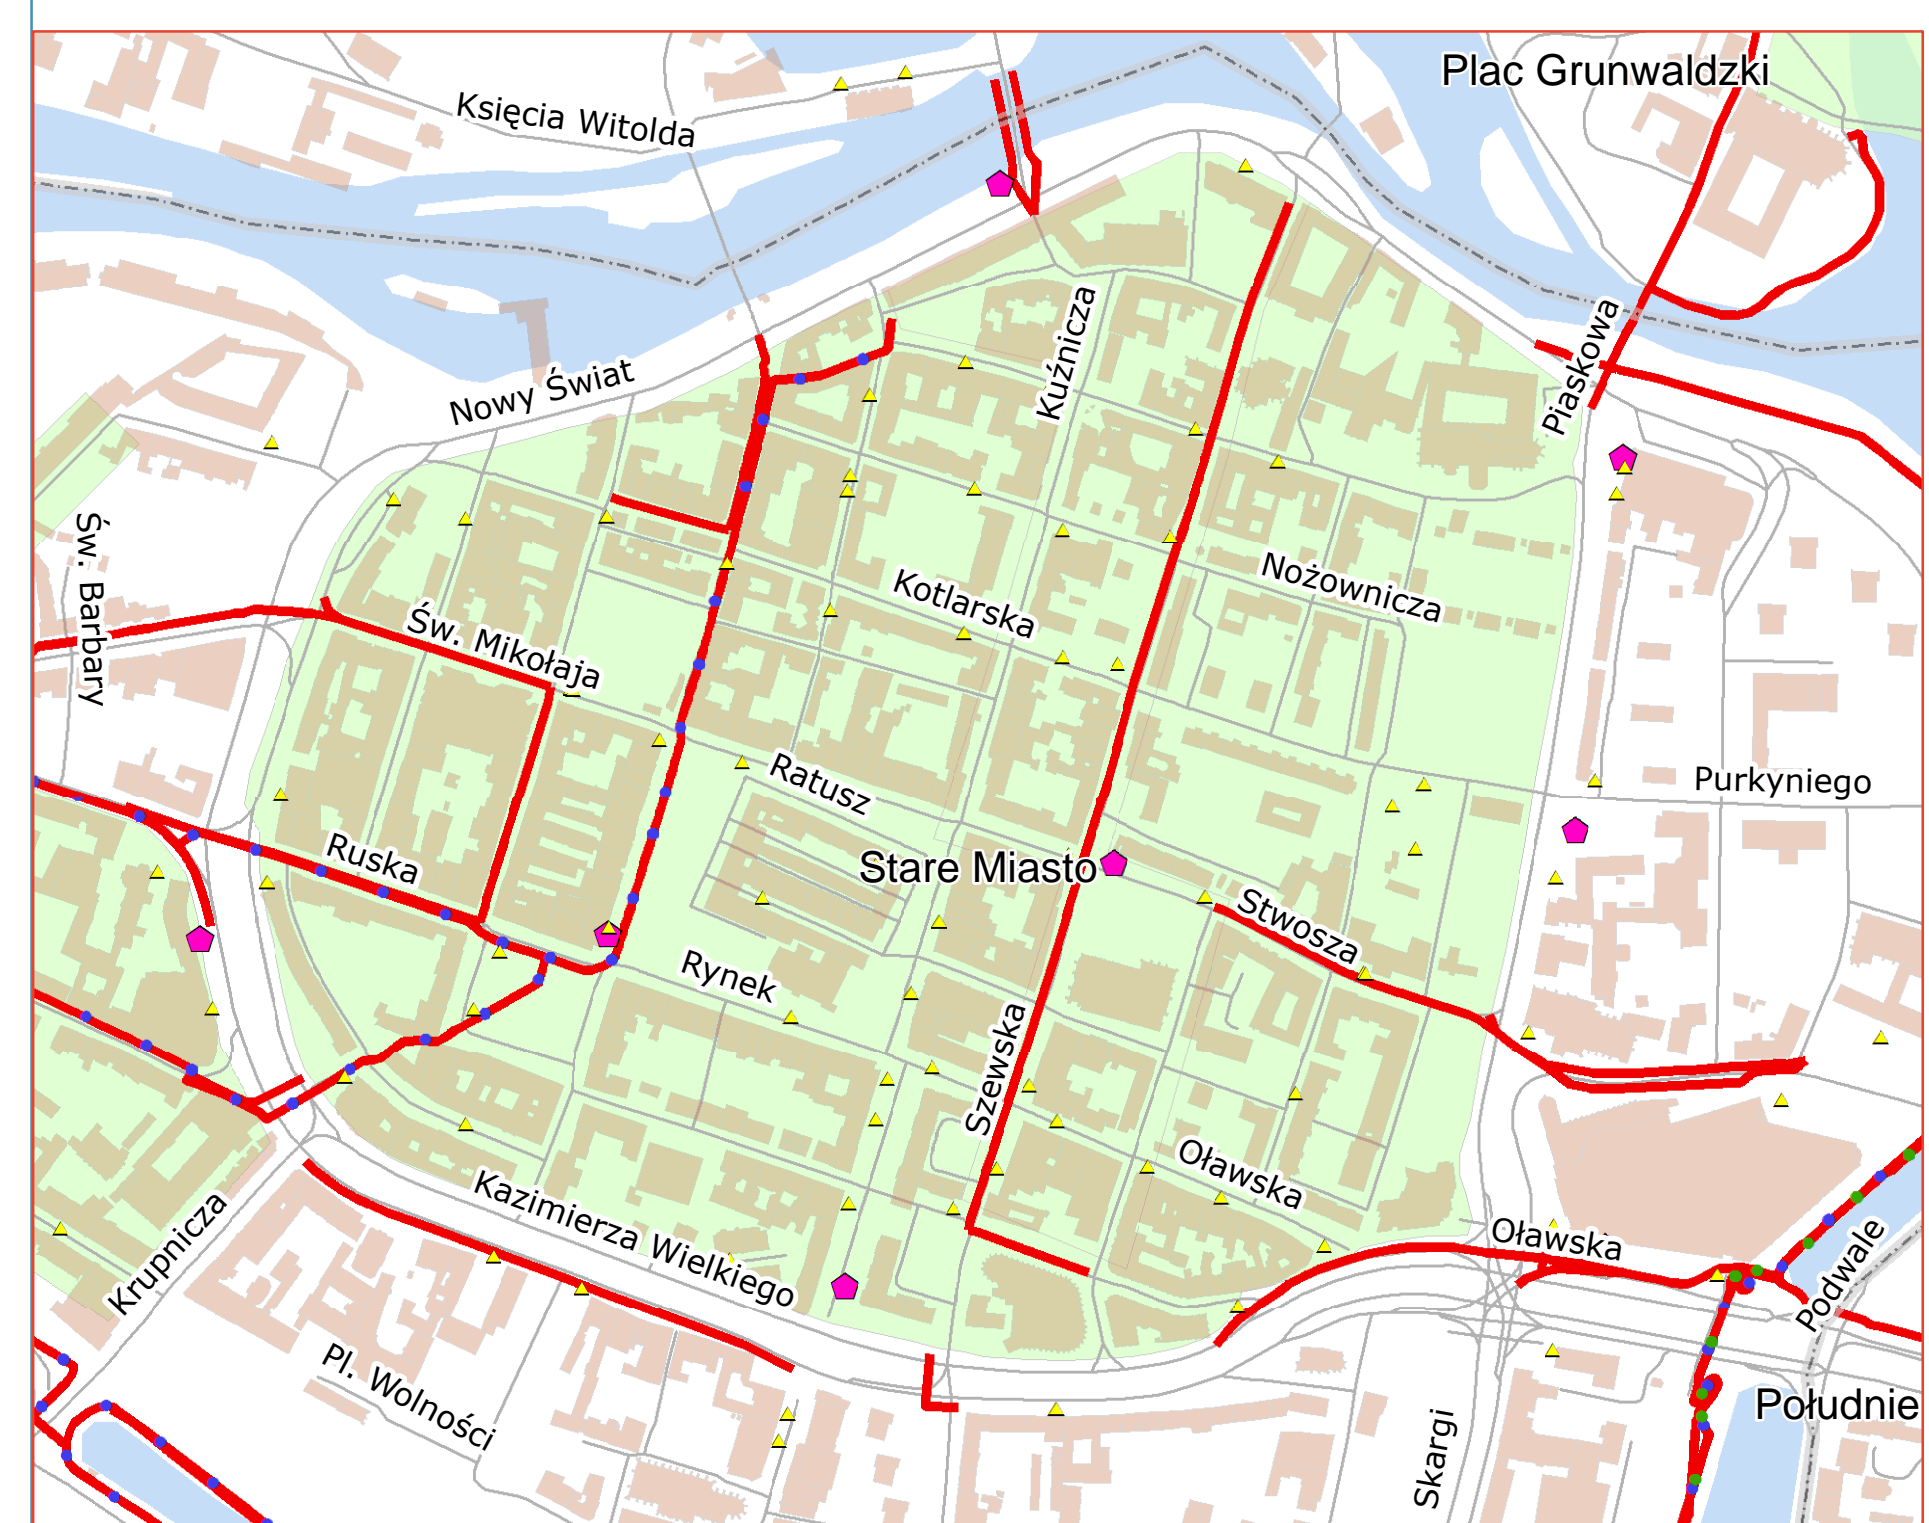 Plac Grunwaldzki
Księcia Witolda
Kuźnicza
Piaskowa
Nowy Świat
Św. Barbary
Kotlarska
Nożownicza
Św. Mikołaja
Ratusz
Purkyniego
Ruska
Stare Miasto
Stwosza
Rynek
Szewska
Oławska
Kazimierza Wielkiego
Oławska
Krupnicza
Podwale
Pl. Wolności
Południe
Skargi